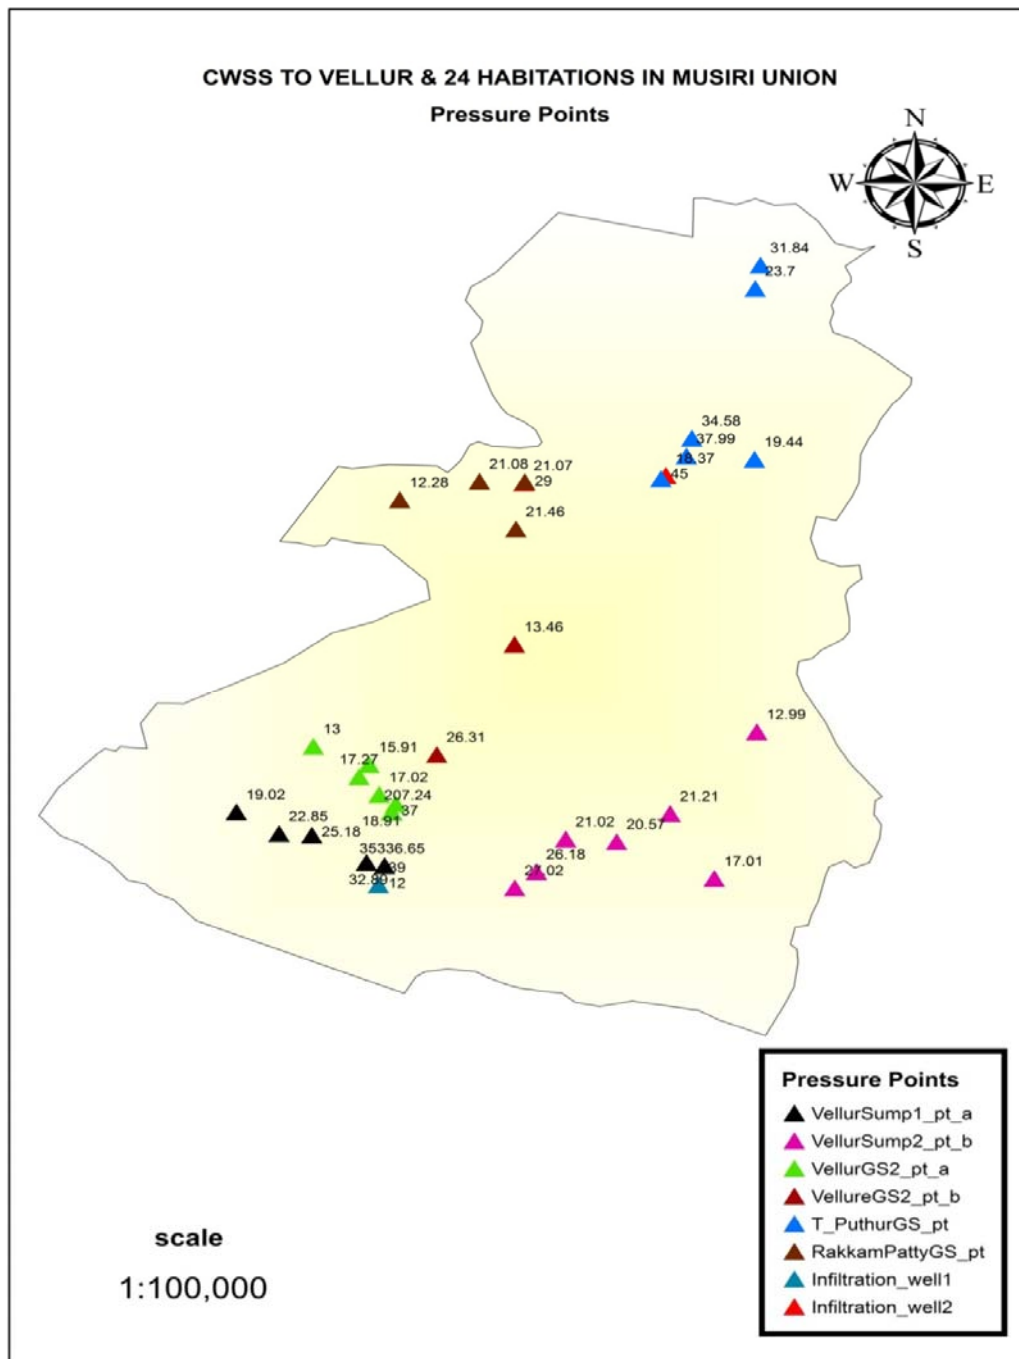 CWSS TO VELLUR & 24 HABITATIONS IN MUSIRI UNION
Pressure Points
N
W E
S
31.84
23.7
34.58
37.99
19.44
18.37
45
21.08
21.07
12.28
29
21.46
13.46
12.99
13
26.31
15.91
17.27
17.02
207.24
19.02
37
21.21
22.85
18.91
25.18
21.02
20.57
35336.65
26.18
39
27.02
32.89
12
17.01
Pressure Points
VellurSump1_pt_a
VellurSump2_pt_b
VellurGS2_pt_a
VellureGS2_pt_b
T_PuthurGS_pt
RakkamPattyGS_pt
Infiltration_well1
Infiltration_well2
scale
1:100,000